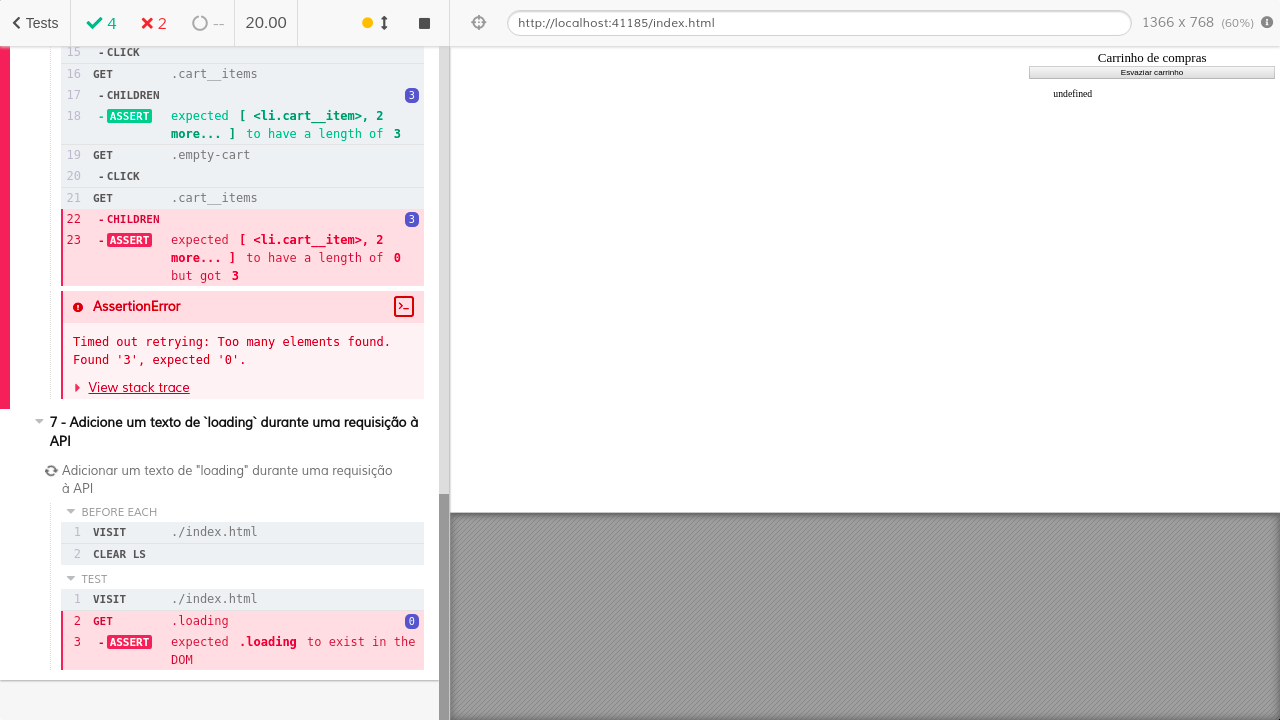 Tests
4
2
--
20.00
http://localhost:41185/index.html
1366 x 768 (60%)
15 - CLICK
16 GET .cart__items
17 - CHILDREN 3
18 - ASSERT expected [ <li.cart__item>, 2
more... ] to have a length of 3
19 GET .empty-cart
20 - CLICK
21 GET .cart__items
22 - CHILDREN 3
23 - ASSERT expected [ <li.cart__item>, 2
more... ] to have a length of 0
but got 3
AssertionError
Timed out retrying: Too many elements found.
Found '3', expected '0'.
View stack trace
7 - Adicione um texto de `loading` durante uma requisição à
API
Adicionar um texto de "loading" durante uma requisição
à API
BEFORE EACH
1 VISIT ./index.html
2 CLEAR LS
TEST
1 VISIT ./index.html
2 GET .loading 0
3 - ASSERT expected .loading to exist in the
DOM
Carrinho de compras
Esvaziar carrinho
undefined